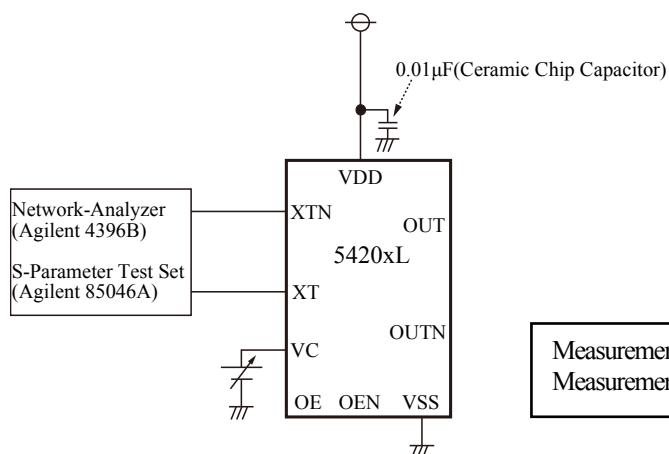 0.01µF(Ceramic Chip Capacitor)
VDD
Network-Analyzer
(Agilent 4396B)
XTN
OUT
5420xL
S-Parameter Test Set
(Agilent 85046A)
XT
OUTN
VC
Measuremen
Measuremen
OE OEN VSS